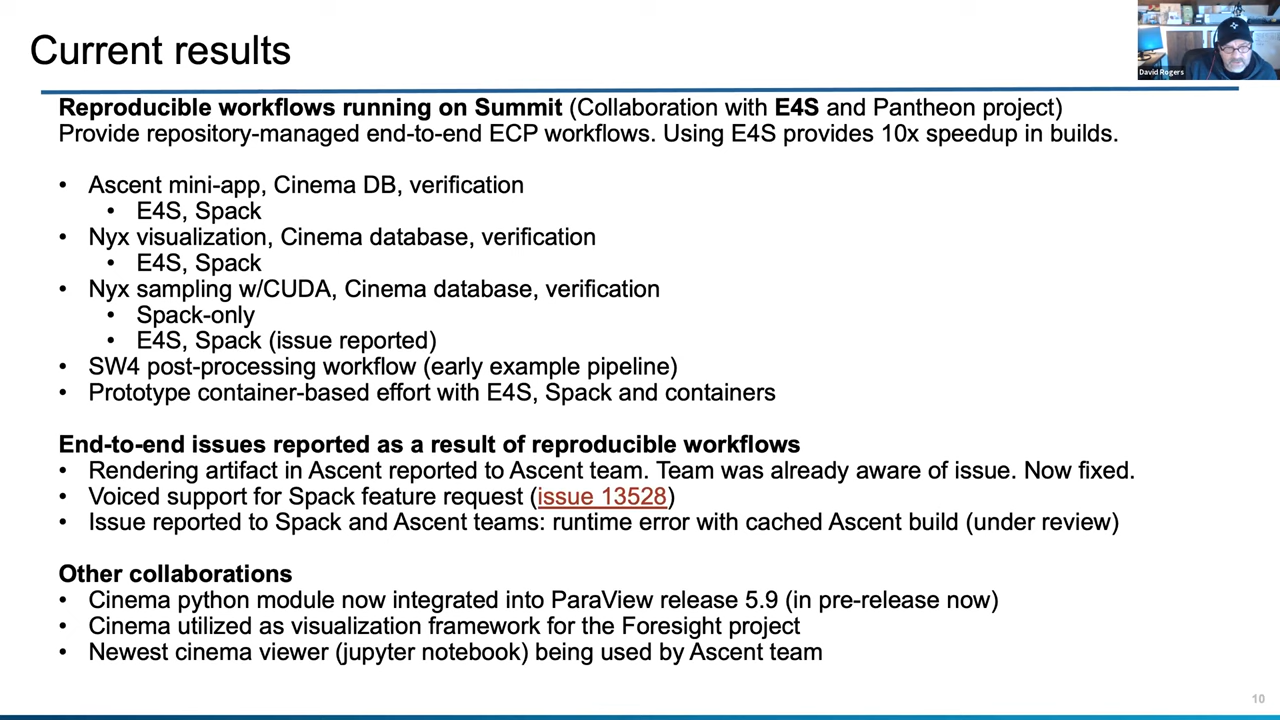 Current results
David Rogers
Reproducible workflows running on Summit (Collaboration with E4S and Pantheon project)
Provide repository-managed end-to-end ECP workflows. Using E4S provides 10x speedup in builds.
• Ascent mini-app, Cinema DB, verification
• E4S, Spack
• Nyx visualization, Cinema database, verification
• E4S, Spack
• Nyx sampling w/CUDA, Cinema database, verification
• Spack-only
• E4S, Spack (issue reported)
• SW4 post-processing workflow (early example pipeline)
• Prototype container-based effort with E4S, Spack and containers
End-to-end issues reported as a result of reproducible workflows
• Rendering artifact in Ascent reported to Ascent team. Team was already aware of issue. Now fixed.
• Voiced support for Spack feature request (issue 13528)
• Issue reported to Spack and Ascent teams: runtime error with cached Ascent build (under review)
Other collaborations
• Cinema python module now integrated into ParaView release 5.9 (in pre-release now)
• Cinema utilized as visualization framework for the Foresight project
• Newest cinema viewer (jupyter notebook) being used by Ascent team
10